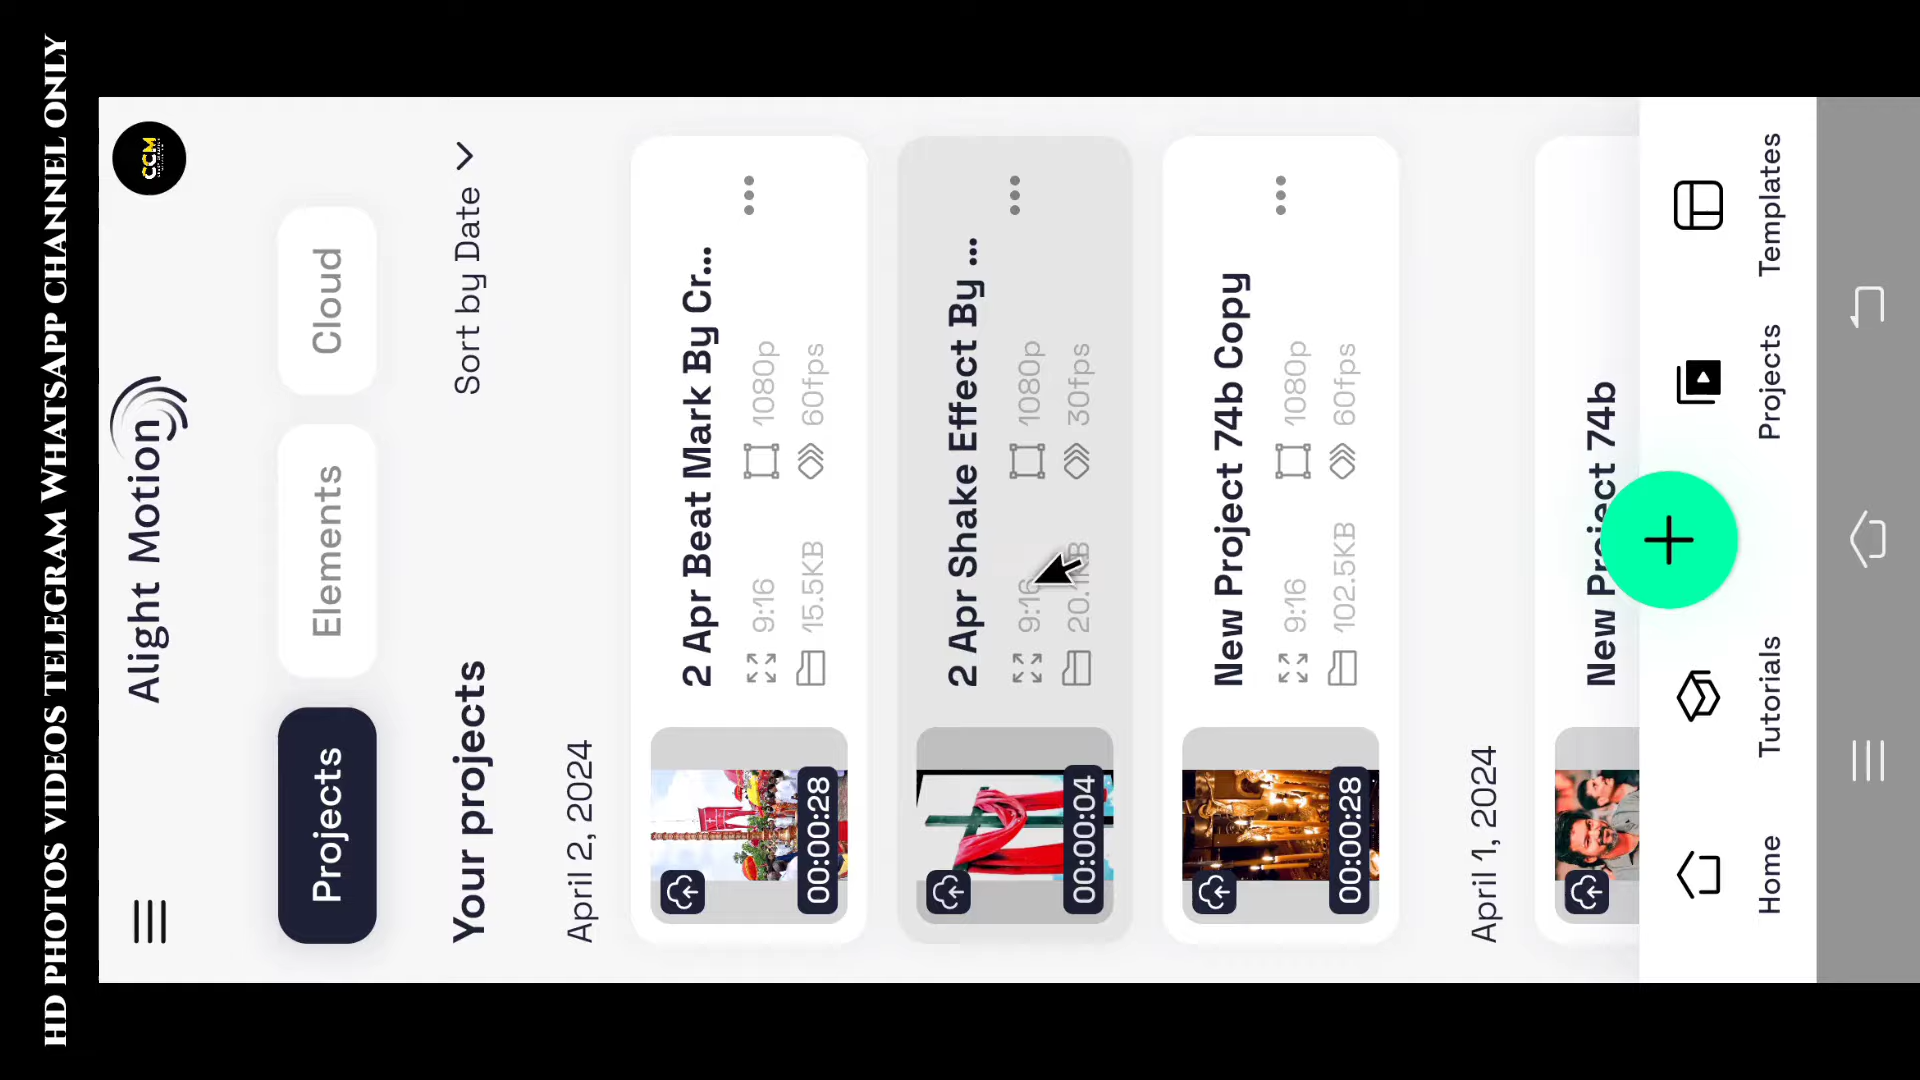 HD PHOTOS VIDEOS TELEGRAM WHATSAPP CHANNEL ONLY
Alight Motion
CCM
Projects
Elements
Cloud
Your projects
Sort by Date
April 2, 2024
2 Apr Beat Mark By Cr...
9:16
1080p
15.5KB
60fps
00:00:28
2 Apr Shake Effect By ...
9:16
1080p
30fps
00:00:04
New Project 74b Copy
9:16
1080p
102.5KB
60fps
00:00:28
April 1, 2024
New Project 74b
Home
Tutorials
Projects
Templates